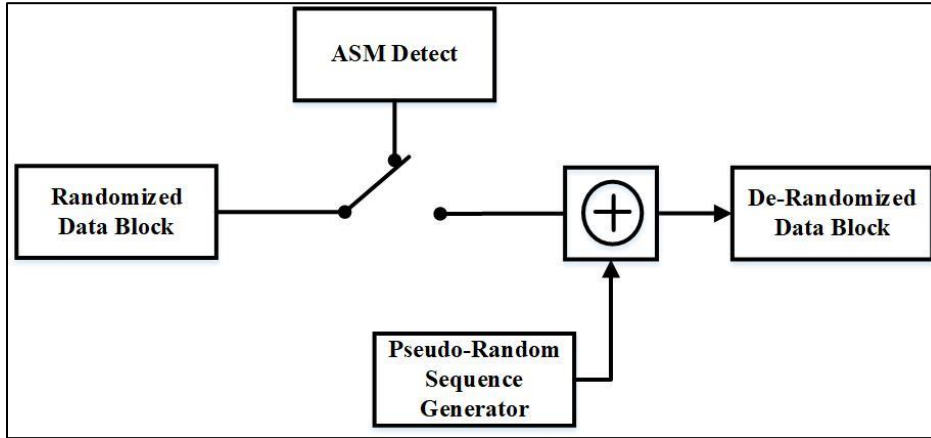 ASM Detect
Randomized
Data Block
De-Randomized
Data Block
Pseudo-Random
Sequence
Generator